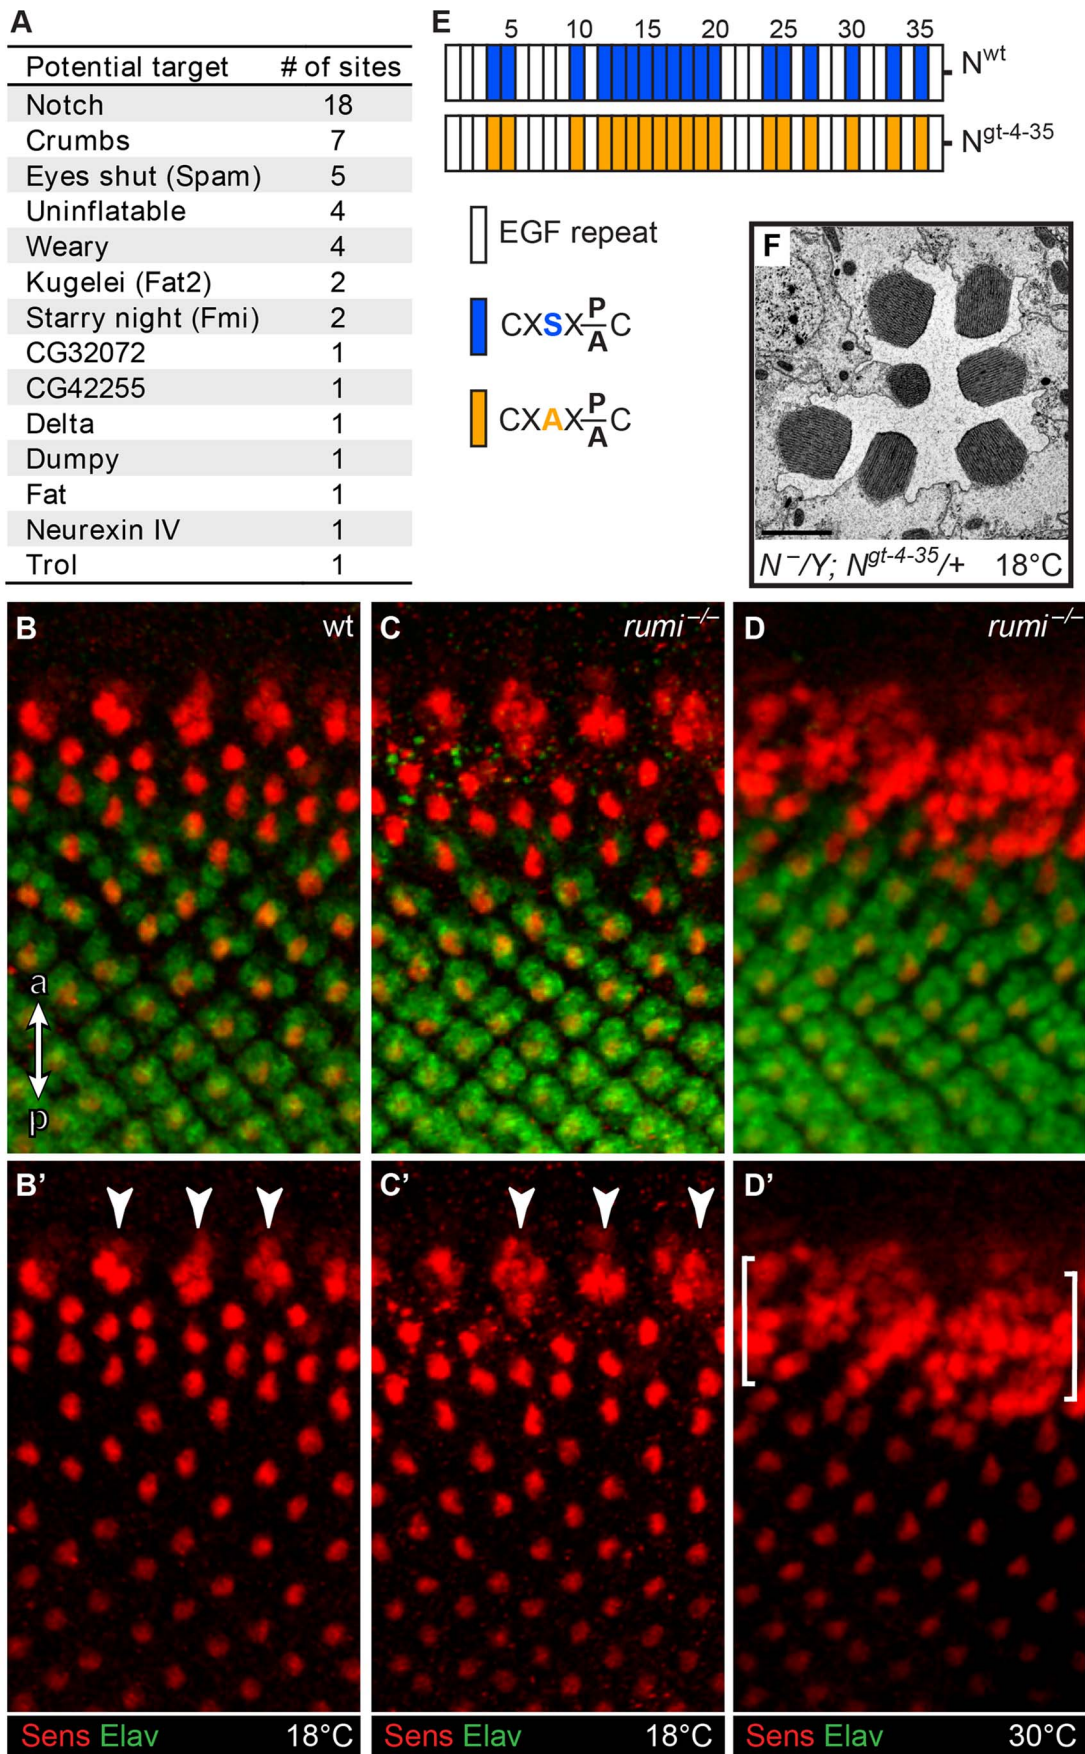 A
Potential target # of sites
Notch 18
Crumbs 7
Eyes shut (Spam) 5
Uninflatable 4
Weary 4
Kugelei (Fat2) 2
Starry night (Fmi) 2
CG32072 1
CG42255 1
Delta 1
Dumpy 1
Fat 1
Neurexin IV 1
Trol 1
E
5 10 15 20 25 30 35
N^wt
N^gt-4-35
EGF repeat
CXSX P/A C
CXAX P/A C
F
N^–/Y; N^gt-4-35/+ 18°C
B wt
a
p
C rumi^–/–
D rumi^–/–
B'
C'
D'
Sens Elav 18°C
Sens Elav 18°C
Sens Elav 30°C